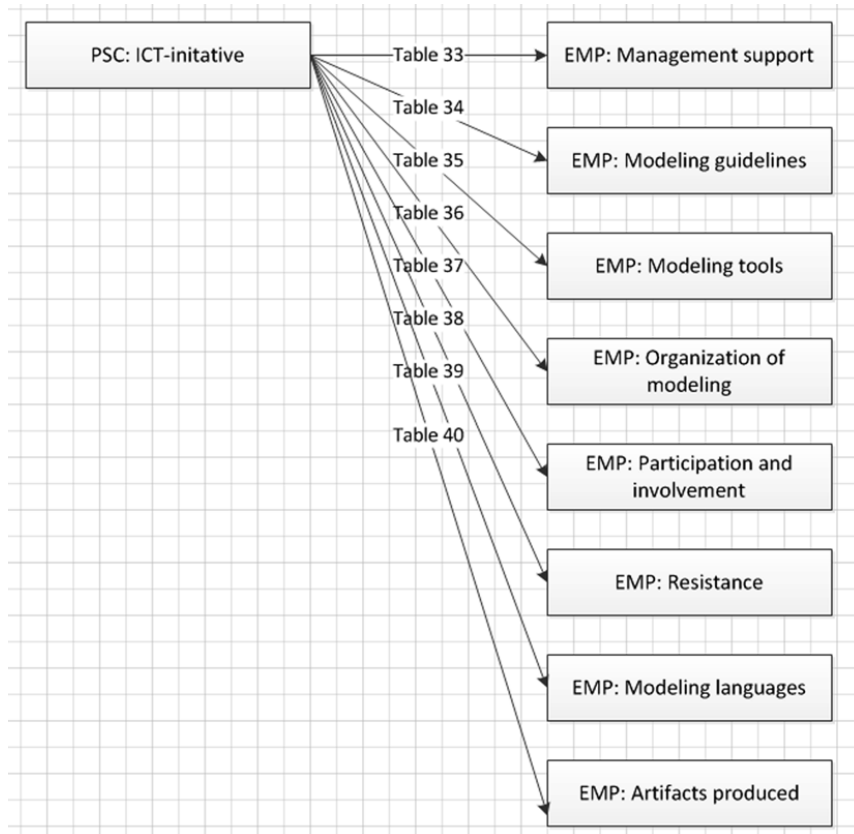 PSC: ICT-initative
Table 33
EMP: Management support
Table 34
EMP: Modeling guidelines
Table 35
EMP: Modeling tools
Table 36
EMP: Organization of
modeling
Table 37
EMP: Participation and
involvement
Table 38
EMP: Resistance
Table 39
EMP: Modeling languages
Table 40
EMP: Artifacts produced